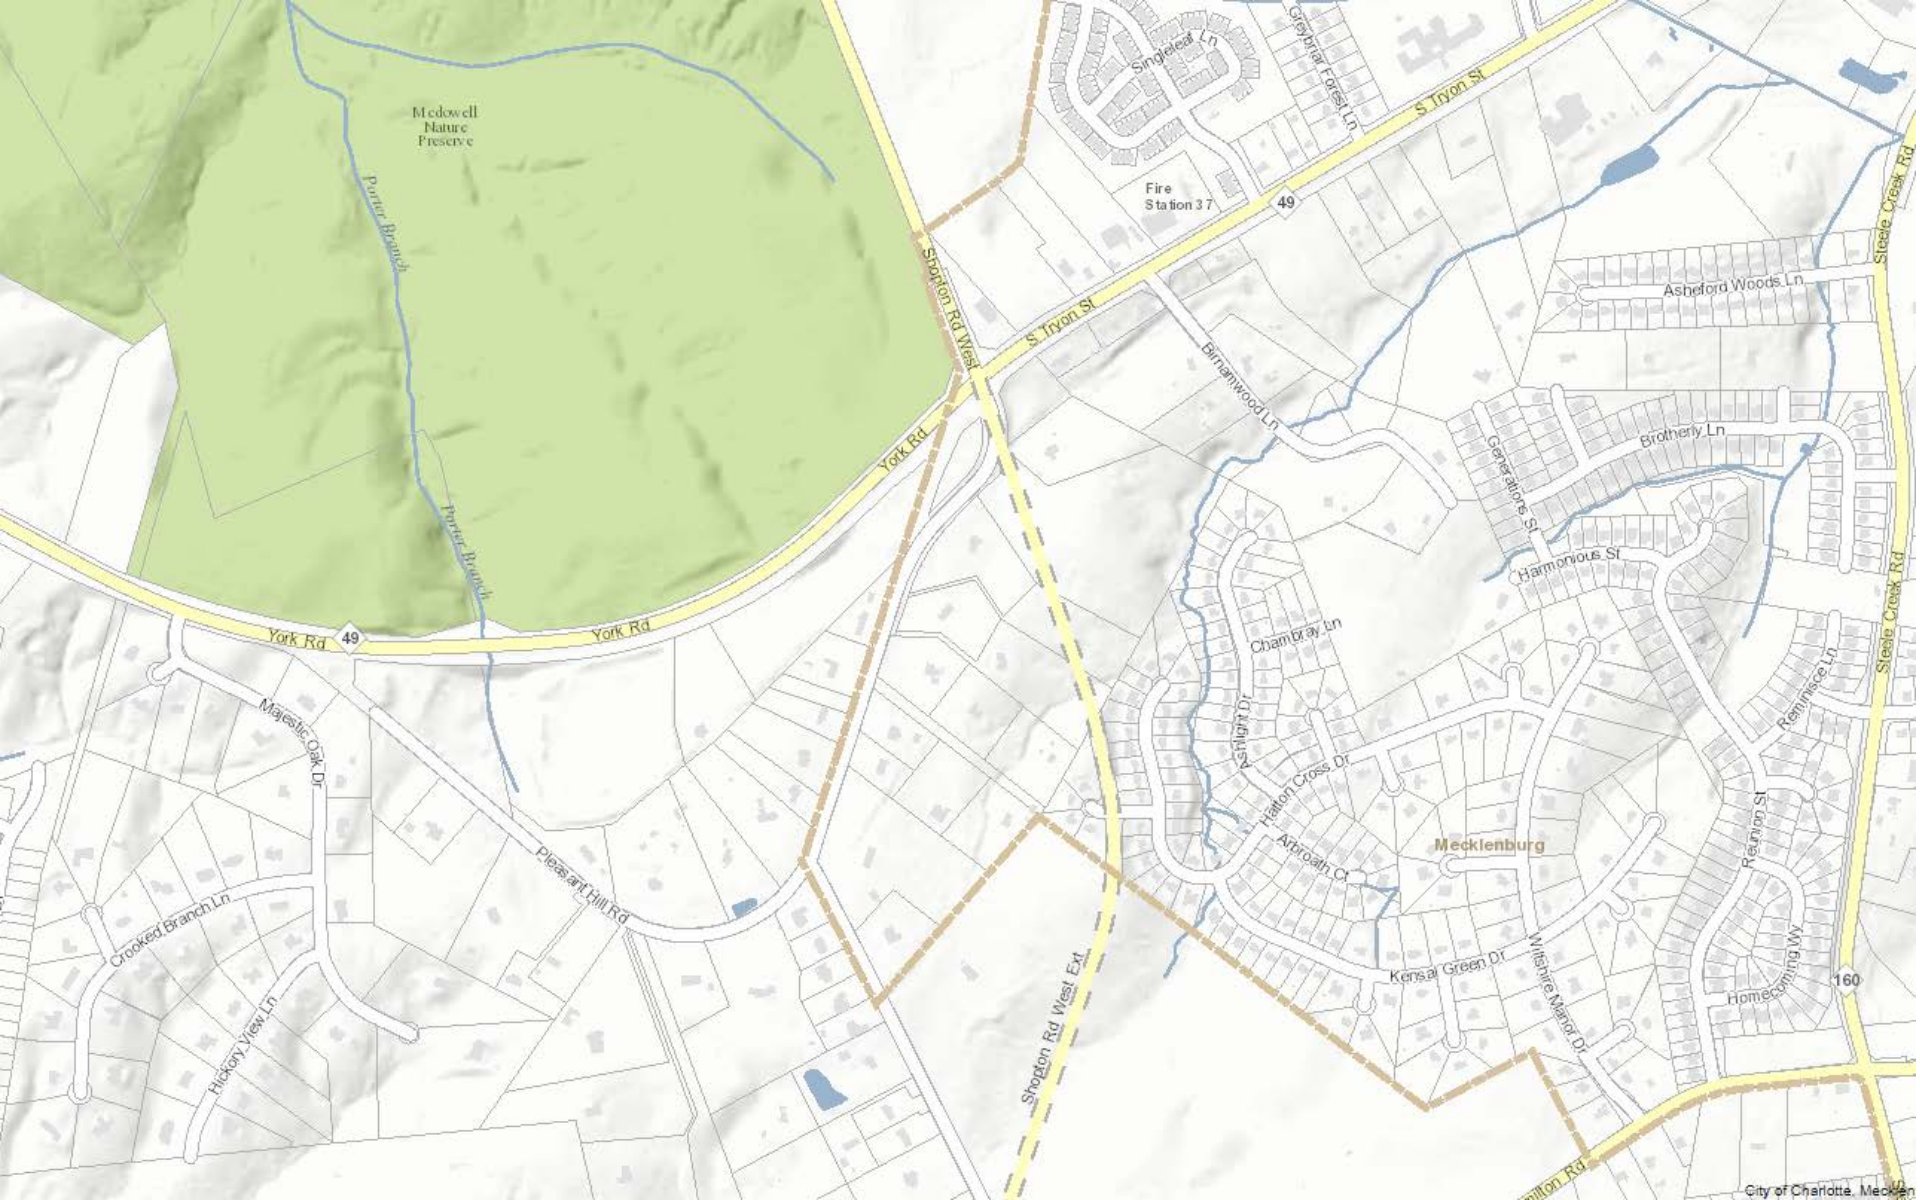 Singleleaf Ln
Greybriar Forest Ln
S Tryon St
Mcdowell
Nature
Preserve
Porter Branch
Fire
Station 37
49
Steele Creek Rd
Shopton Rd West
S Tryon St
Asheford Woods Ln
Birnamwood Ln
York Rd
Generations St
Brotherly Ln
Porter Branch
Harmonious St
York Rd
49
York Rd
Chambray Ln
Steele Creek Rd
Reminisce Ln
Majestic Oak Dr
Ashlight Dr
Hatton Cross Dr
Arbroath Ct
Mecklenburg
Reunion St
Pleasant Hill Rd
Crooked Branch Ln
Kensal Green Dr
Wiltshire Manor Dr
Homecoming Wy
160
Hickory View Ln
Shopton Rd West Ext
milton Rd
City of Charlotte, Mecklen